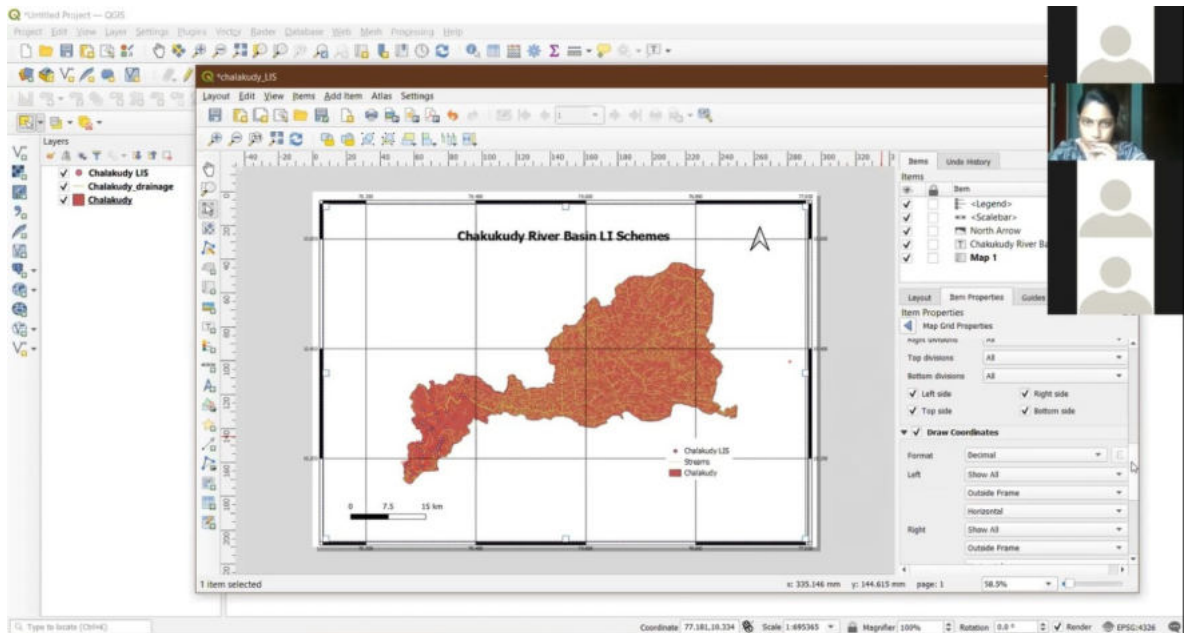 *Untitled Project — QGIS
Project Edit View Layer Settings Plugins Vector Raster Database Web Mesh Processing Help
*chalakudy_LIS
Layout Edit View Items Add Item Atlas Settings
Layers
Chalakudy LIS
Chalakudy_drainage
Chalakudy
Items
Undo History
Items
Item
<Legend>
<Scalebar>
North Arrow
Chakukudy River Ba
Map 1
Chakukudy River Basin LI Schemes
Chalakudy LIS
Streams
Chalakudy
0 7.5 15 km
Layout
Item Properties
Guides
Item Properties
Map Grid Properties
Right divisions All
Top divisions All
Bottom divisions All
Left side Right side
Top side Bottom side
Draw Coordinates
Format Decimal
Left Show All
Outside Frame
Horizontal
Right Show All
Outside Frame
1 item selected
x: 335.146 mm y: 144.615 mm page: 1 58.5%
Type to locate (Ctrl+K)
Coordinate 77.181,10.334 Scale 1:695365 Magnifier 100% Rotation 0.0 ° Render EPSG:4326